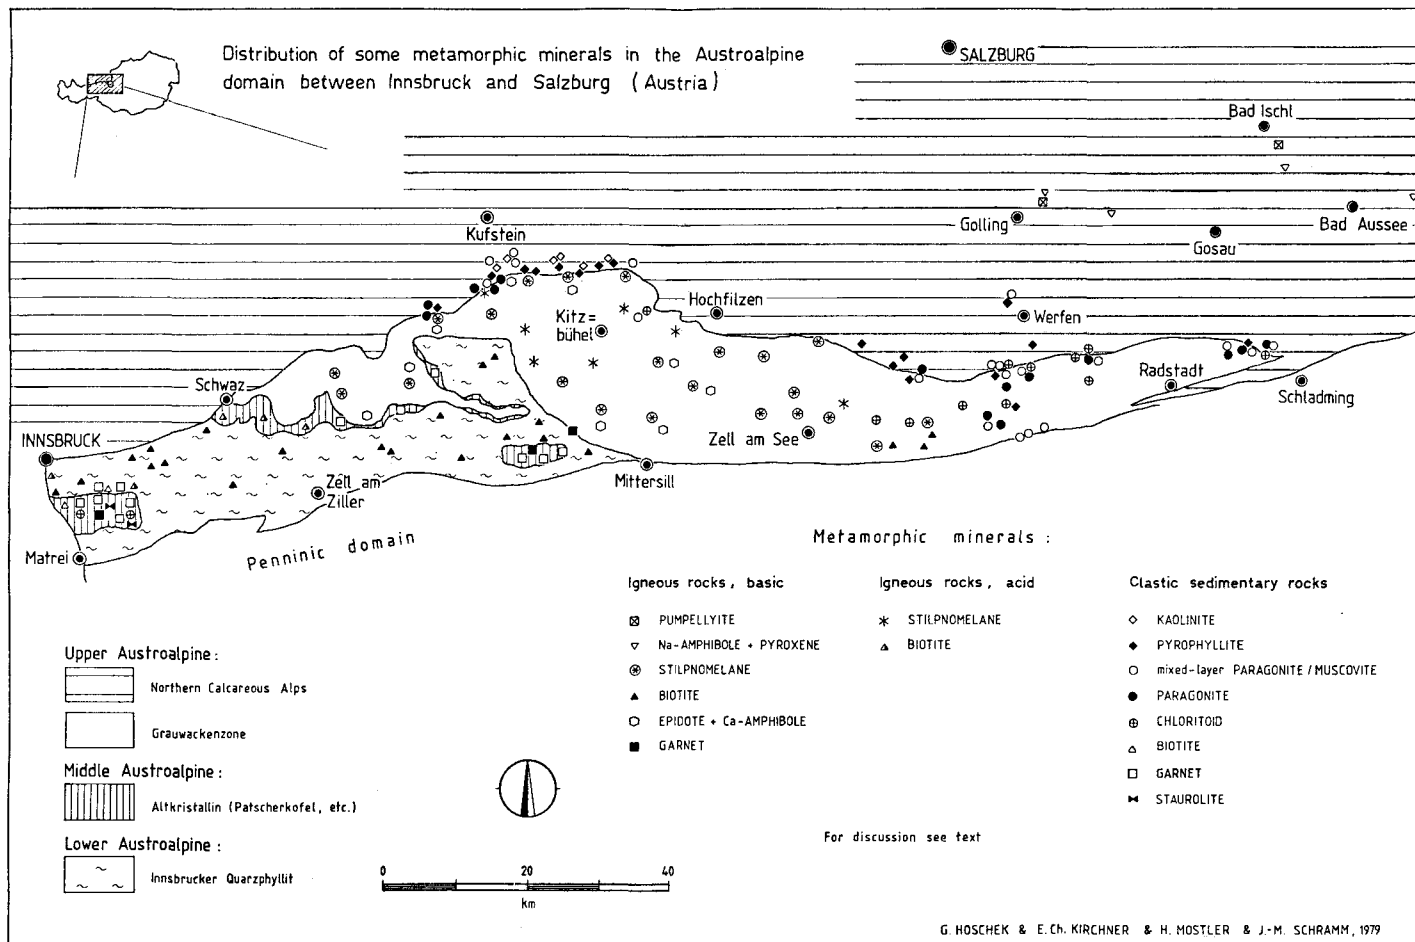 Distribution of some metamorphic minerals in the Austroalpine
domain between Innsbruck and Salzburg (Austria)
SALZBURG
Bad Ischl
Kufstein
Golling
Gosau
Bad Aussee
Hochfilzen
Kitz=
bühel
Werfen
Schwaz
Radstadt
Schladming
INNSBRUCK
Zell am See
Zell am
Ziller
Mittersill
Matrei
Penninic domain
Metamorphic minerals :
Igneous rocks, basic
PUMPELLYITE
Na-AMPHIBOLE + PYROXENE
STILPNOMELANE
BIOTITE
EPIDOTE + Ca-AMPHIBOLE
GARNET
Igneous rocks, acid
STILPNOMELANE
BIOTITE
Clastic sedimentary rocks
KAOLINITE
PYROPHYLLITE
mixed-layer PARAGONITE / MUSCOVITE
PARAGONITE
CHLORITOID
BIOTITE
GARNET
STAUROLITE
Upper Austroalpine :
Northern Calcareous Alps
Grauwackenzone
Middle Austroalpine :
Altkristallin (Patscherkofel, etc.)
Lower Austroalpine :
Innsbrucker Quarzphyllit
0 20 40
km
For discussion see text
G. HOSCHEK & E. Ch. KIRCHNER & H. MOSTLER & J.-M. SCHRAMM, 1979